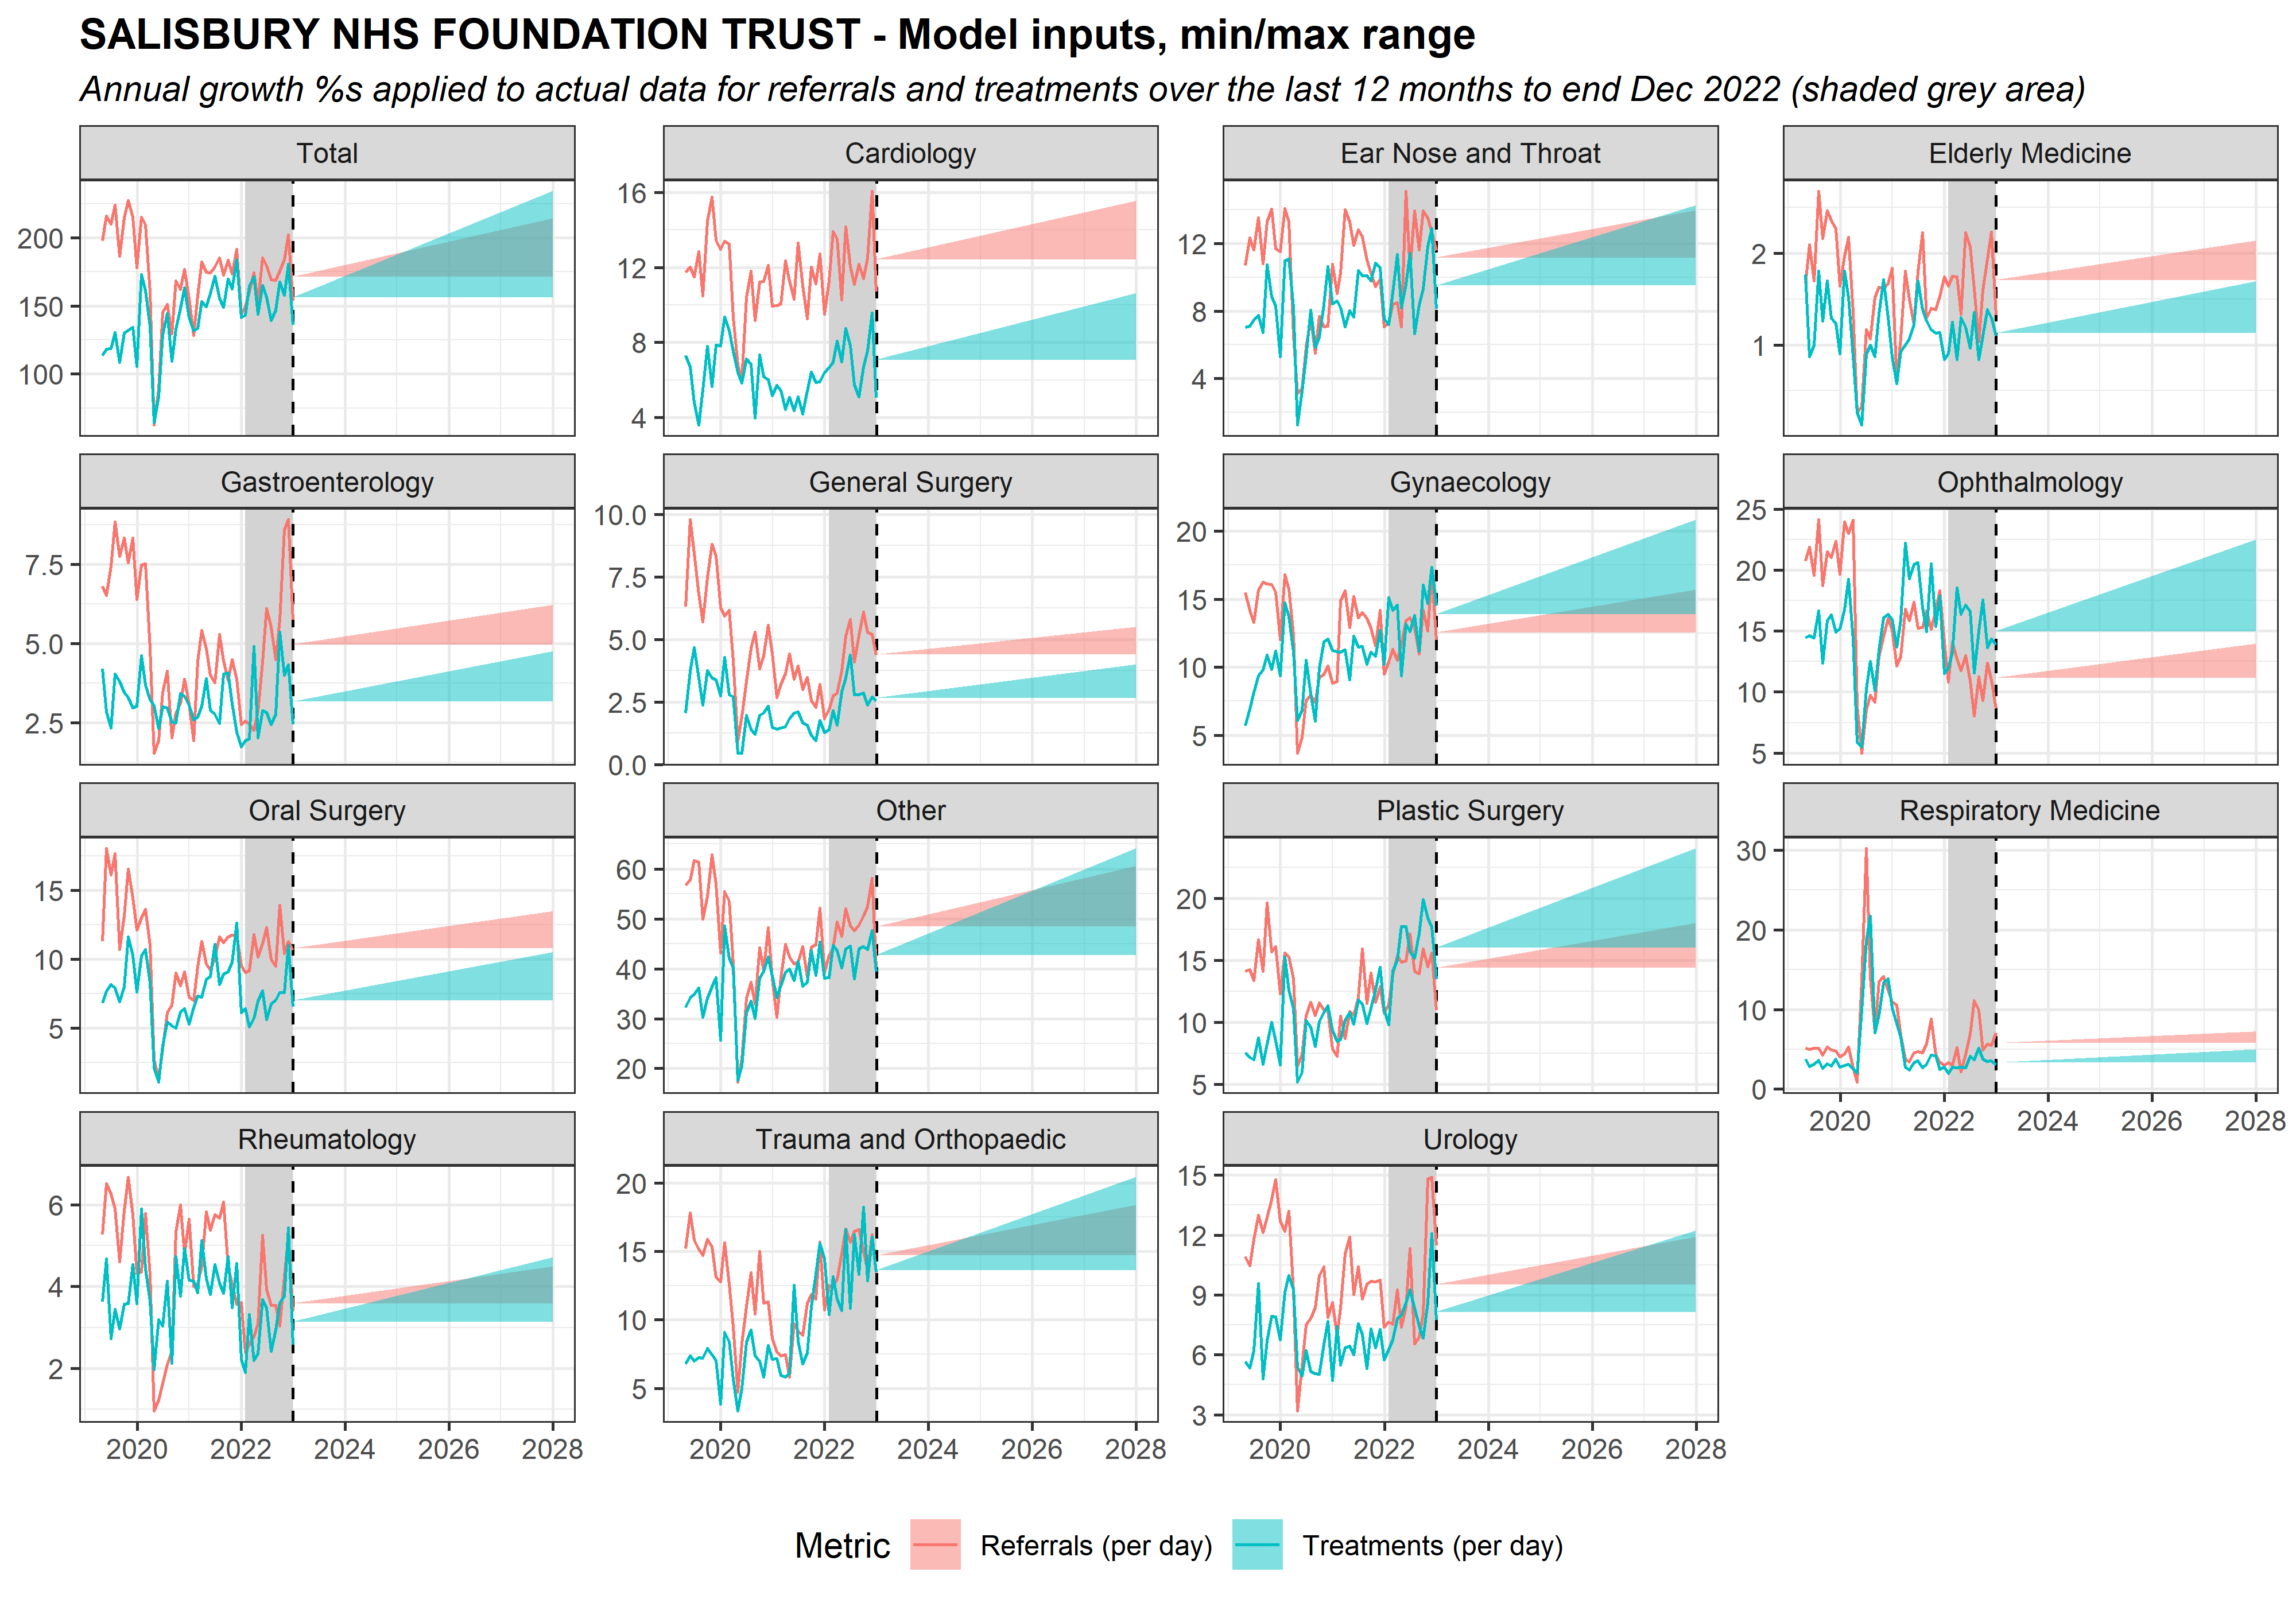 SALISBURY NHS FOUNDATION TRUST - Model inputs, min/max range
Annual growth %s applied to actual data for referrals and treatments over the last 12 months to end Dec 2022 (shaded grey area)
Total
Cardiology
Ear Nose and Throat
Elderly Medicine
200
150
100
16
12
8
4
12
8
4
2
1
Gastroenterology
General Surgery
Gynaecology
Ophthalmology
7.5
5.0
2.5
10.0
7.5
5.0
2.5
0.0
20
15
10
5
25
20
15
10
5
Oral Surgery
Other
Plastic Surgery
Respiratory Medicine
15
10
5
60
50
40
30
20
20
15
10
5
30
20
10
0
2020 2022 2024 2026 2028
Rheumatology
Trauma and Orthopaedic
Urology
6
4
2
20
15
10
5
15
12
9
6
3
2020 2022 2024 2026 2028
2020 2022 2024 2026 2028
2020 2022 2024 2026 2028
Metric Referrals (per day) Treatments (per day)